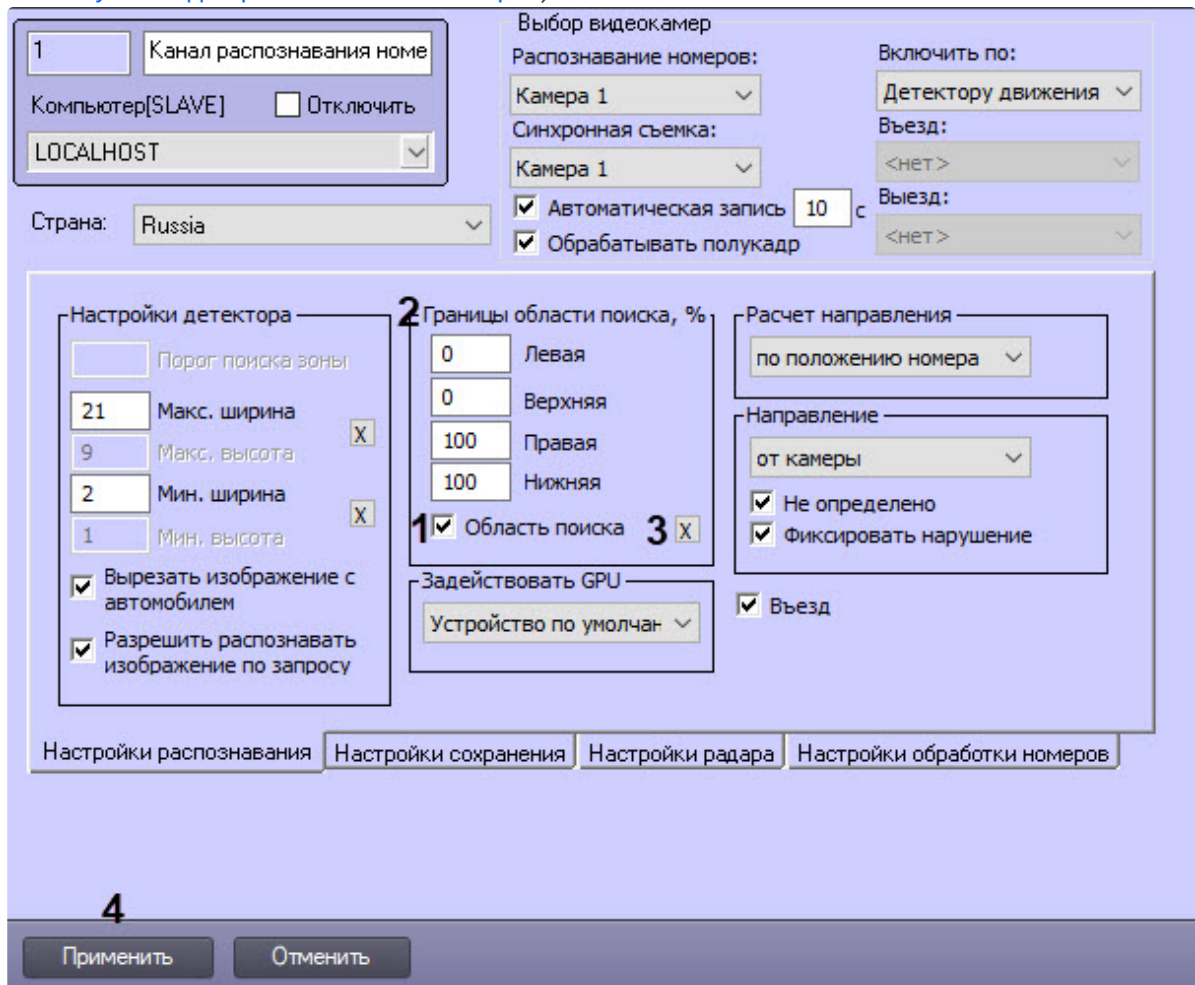 1
Канал распознавания номе
Компьютер[SLAVE]
Отключить
LOCALHOST
Страна:
Russia
Выбор видеокамер
Распознавание номеров:
Камера 1
Синхронная съемка:
Камера 1
Автоматическая запись 10 с
Обрабатывать полукадр
Включить по:
Детектору движения
Въезд:
<нет>
Выезд:
<нет>
Настройки детектора
Порог поиска зоны
21 Макс. ширина
9 Макс. высота
X
2 Мин. ширина
1 Мин. высота
X
Вырезать изображение с
автомобилем
Разрешить распознавать
изображение по запросу
2 Границы области поиска, %
0 Левая
0 Верхняя
100 Правая
100 Нижняя
1 Область поиска 3 X
Задействовать GPU
Устройство по умолчан
Расчет направления
по положению номера
Направление
от камеры
Не определено
Фиксировать нарушение
Въезд
Настройки распознавания
Настройки сохранения
Настройки радара
Настройки обработки номеров
4
Применить
Отменить